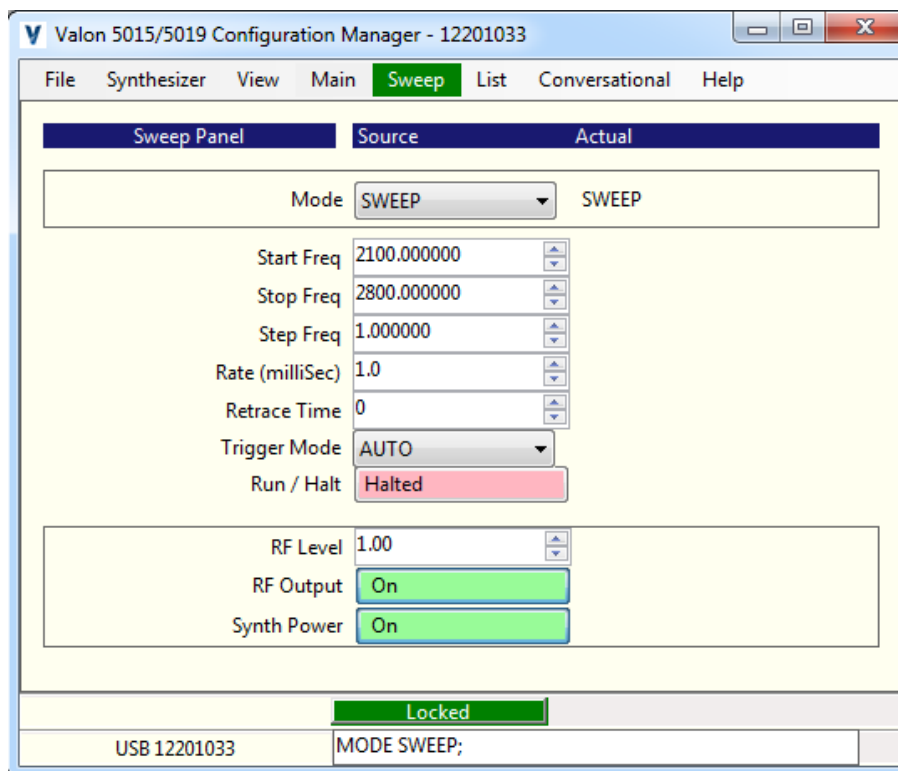 Valon 5015/5019 Configuration Manager - 12201033
File Synthesizer View Main Sweep List Conversational Help
Sweep Panel Source Actual
Mode SWEEP SWEEP
Start Freq 2100.000000
Stop Freq 2800.000000
Step Freq 1.000000
Rate (milliSec) 1.0
Retrace Time 0
Trigger Mode AUTO
Run / Halt Halted
RF Level 1.00
RF Output On
Synth Power On
Locked
USB 12201033 MODE SWEEP;